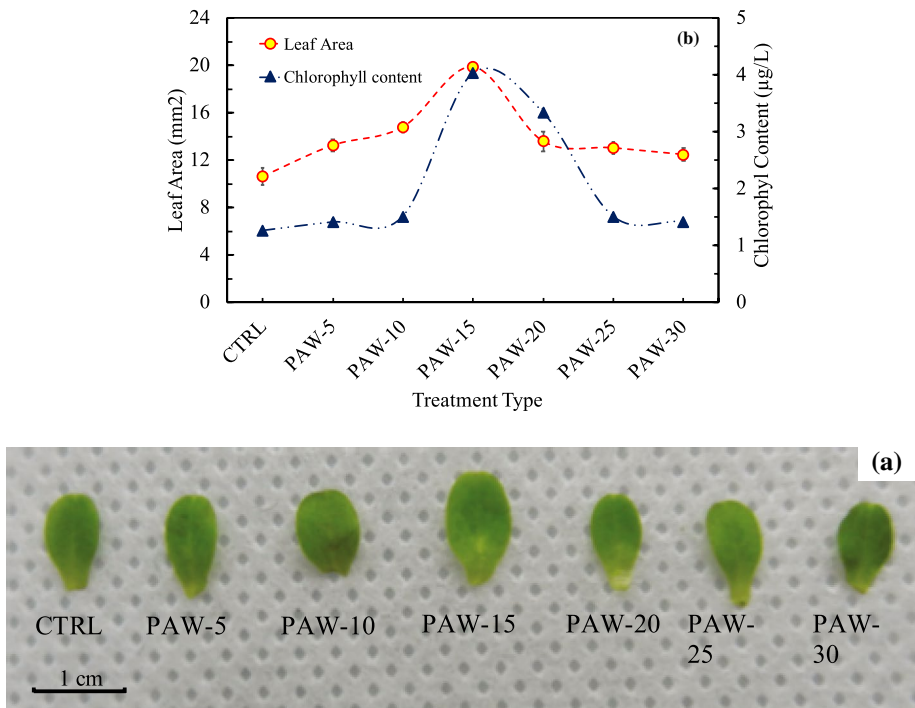 (b)
Leaf Area
Chlorophyll content
24
20
16
12
8
4
0
Leaf Area (mm2)
5
4
3
2
1
0
Chlorophyl Content (µg/L)
CTRL
PAW-5
PAW-10
PAW-15
PAW-20
PAW-25
PAW-30
Treatment Type
(a)
CTRL
PAW-5
PAW-10
PAW-15
PAW-20
PAW-
25
PAW-
30
1 cm